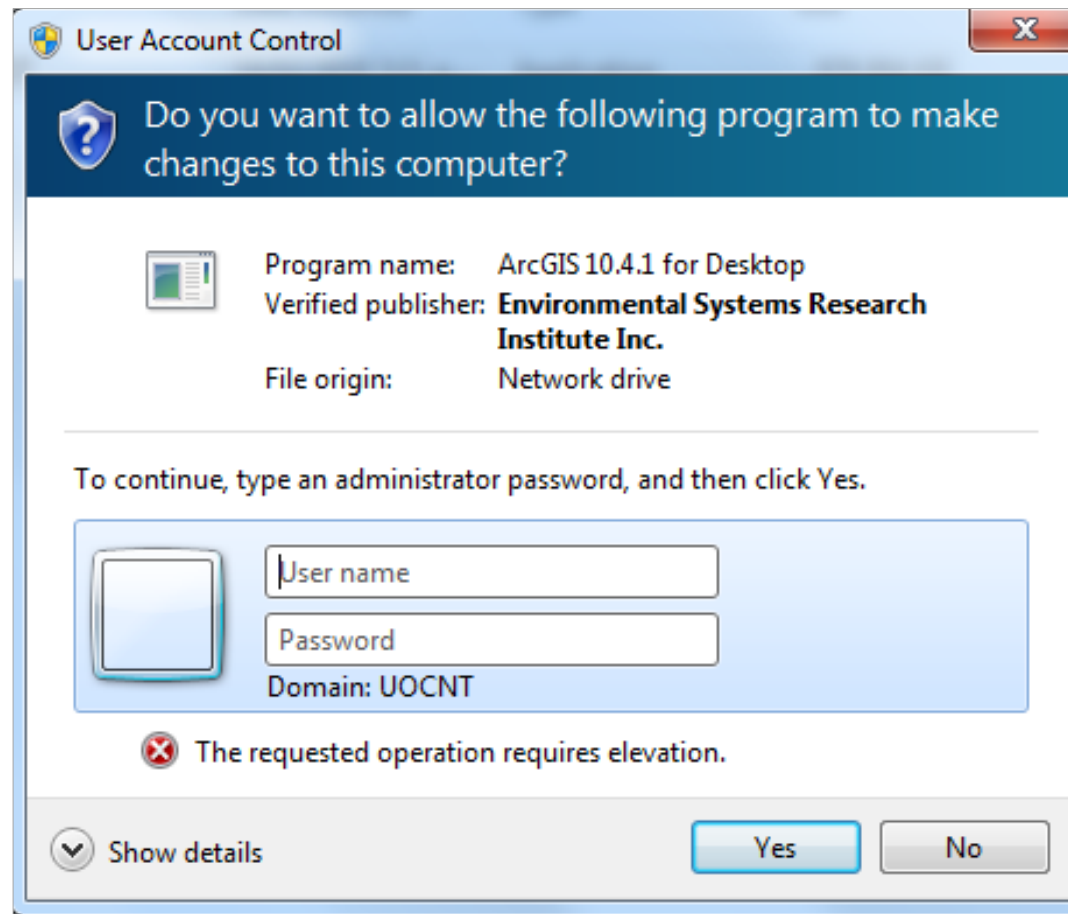 User Account Control
Do you want to allow the following program to make
changes to this computer?
Program name: ArcGIS 10.4.1 for Desktop
Verified publisher: Environmental Systems Research
Institute Inc.
File origin: Network drive
To continue, type an administrator password, and then click Yes.
User name
Password
Domain: UOCNT
The requested operation requires elevation.
Show details Yes No